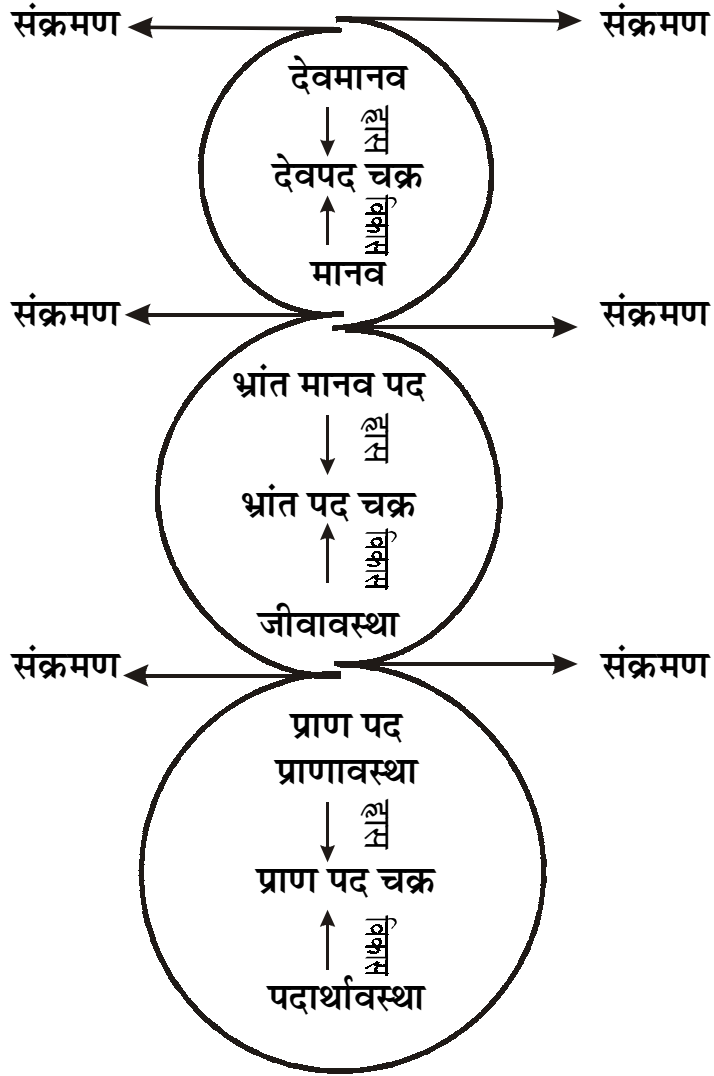 संक्रमण संक्रमण
देवमानव
ह्रास
देवपद चक्र
विकास
मानव
संक्रमण संक्रमण
भ्रांत मानव पद
ह्रास
भ्रांत पद चक्र
विकास
जीवावस्था
संक्रमण संक्रमण
प्राण पद
प्राणावस्था
ह्रास
प्राण पद चक्र
विकास
पदार्थावस्था